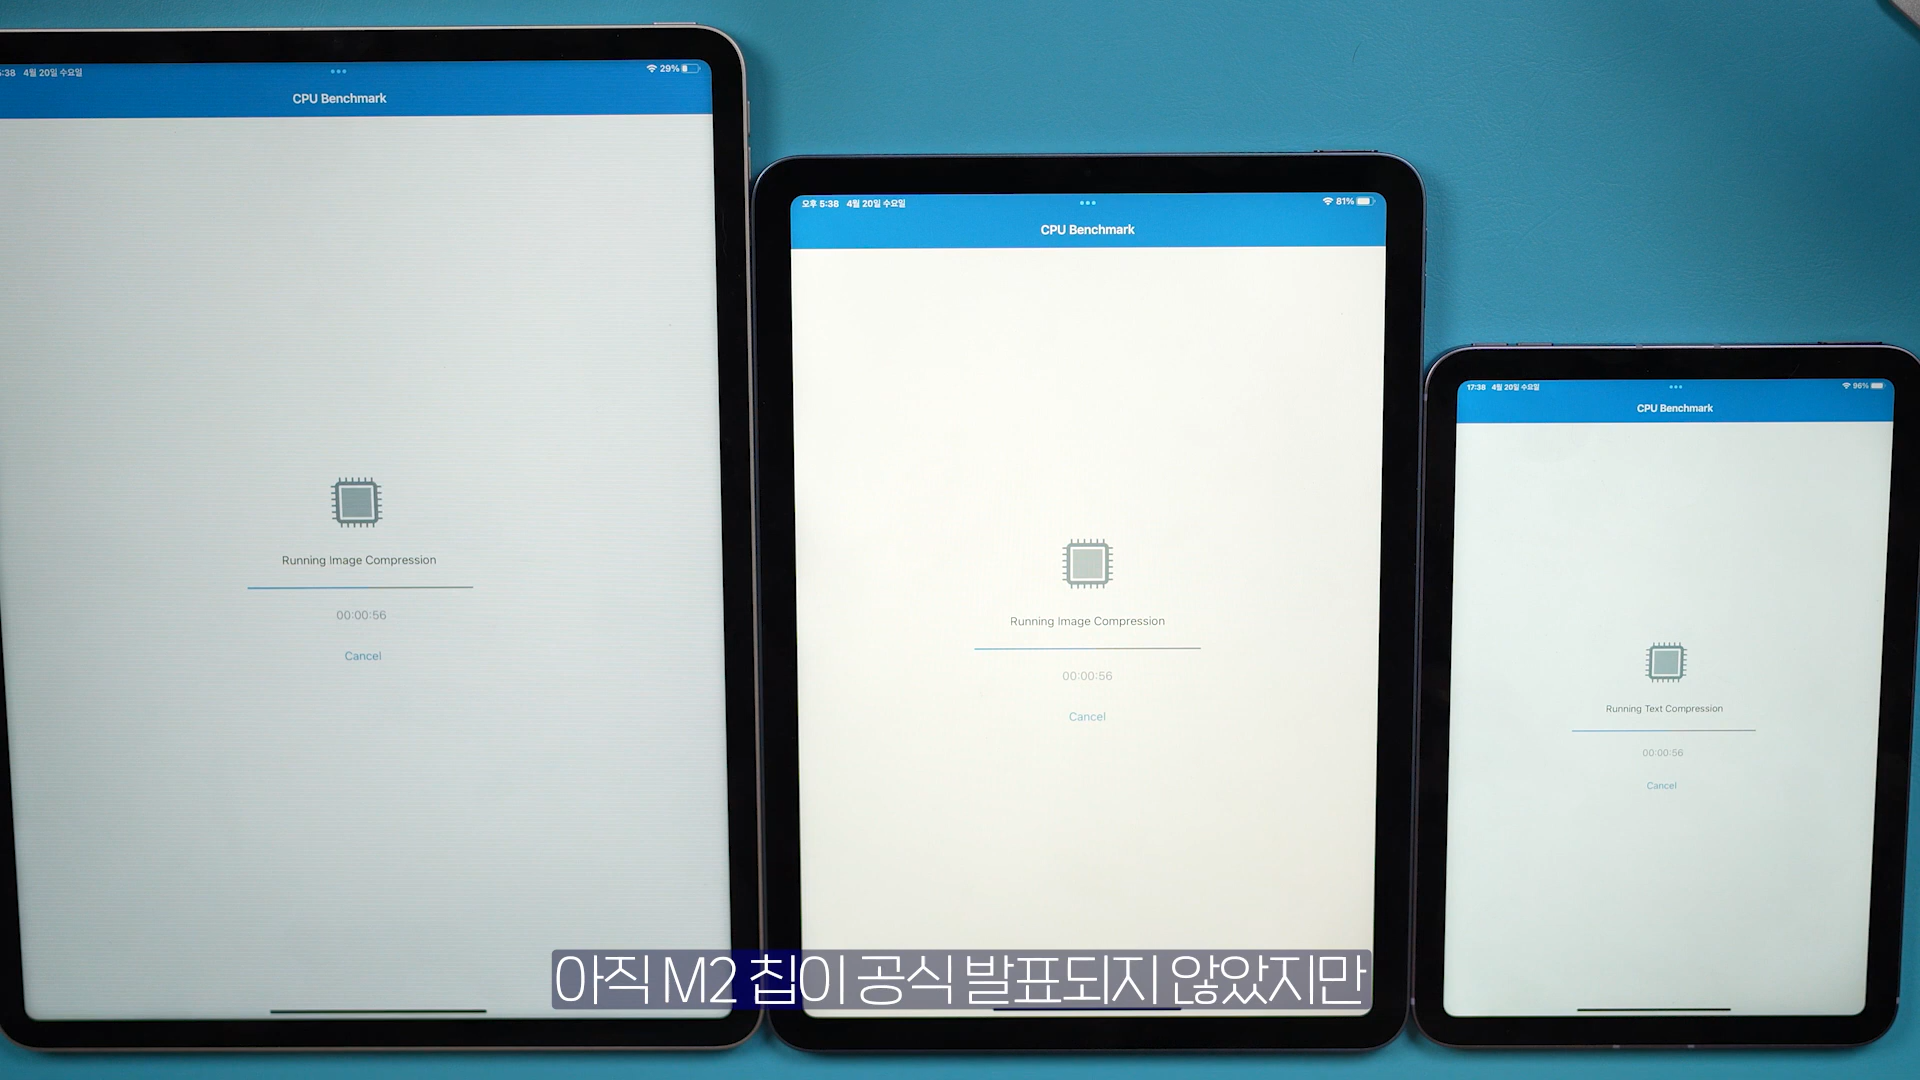 5:38 4월 20일 수요일
29%
CPU Benchmark
Running Image Compression
00:00:56
Cancel
오후 5:38 4월 20일 수요일
81%
CPU Benchmark
Running Image Compression
00:00:56
Cancel
17:38 4월 20일 수요일
96%
CPU Benchmark
Running Text Compression
00:00:56
Cancel
아직 M2 칩이 공식 발표되지 않았지만